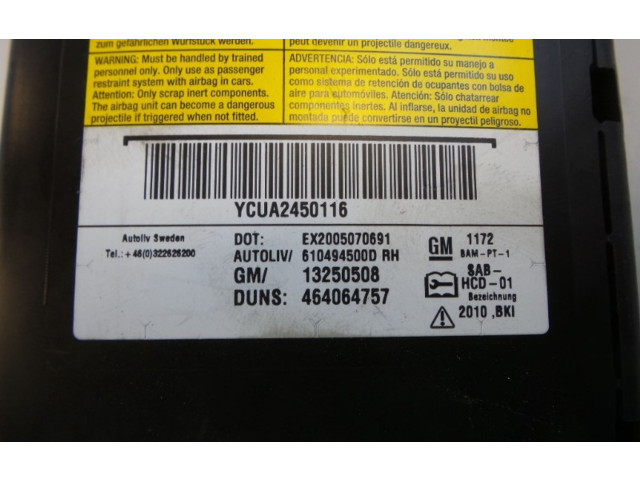 zum gefährlichen Wurfstück werden.
peut devenir un projectile dangereux.
WARNING: Must be handled by trained
personnel only. Only use as passenger
restraint system with airbag in cars.
Attention: Only scrap inert components.
The airbag unit can become a dangerous
projectile if triggered when not fitted.
ADVERTENCIA: Sólo está permitido su manejo a
personal experimentado. Sólo está permitido su uso
como sistema de retención de ocupantes con bolsa de
aire para automóviles. Atención: Sólo chatarrear
componentes inertes. Al inflarse, la unidad de airbag no
montada puede convertirse en un proyectil peligroso.
YCUA2450116
Autoliv Sweden
Tel.: +46(0)322626200
DOT: EX2005070691
AUTOLIV/ 610494500D RH
GM/ 13250508
DUNS: 464064757
GM 1172
BAM-PT-1
SAB-
HCD-01
Bezeichnung
2010 ,BKI